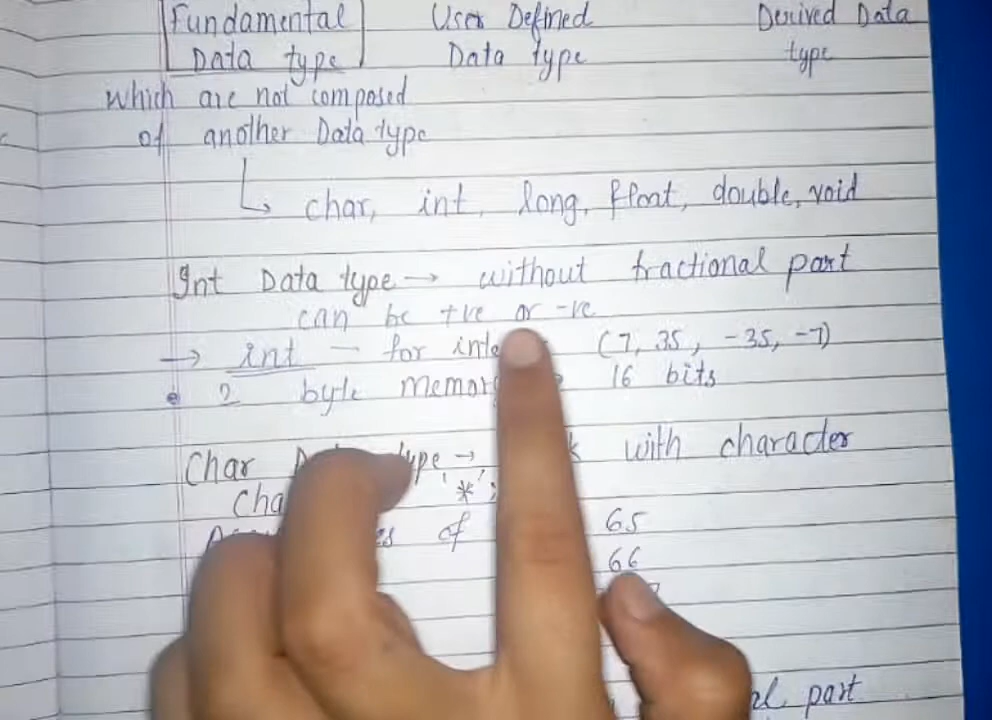 Fundamental User Defined Derived Data
Data type Data type type
which are not composed
of another Data type
char, int, long, float, double, void
Int Data type → without fractional part
can be +ve or -ve
→ int – for (7, 35, -35, -7)
2 byte 16 bits
Char type → with character
'*';
of 65
66
part